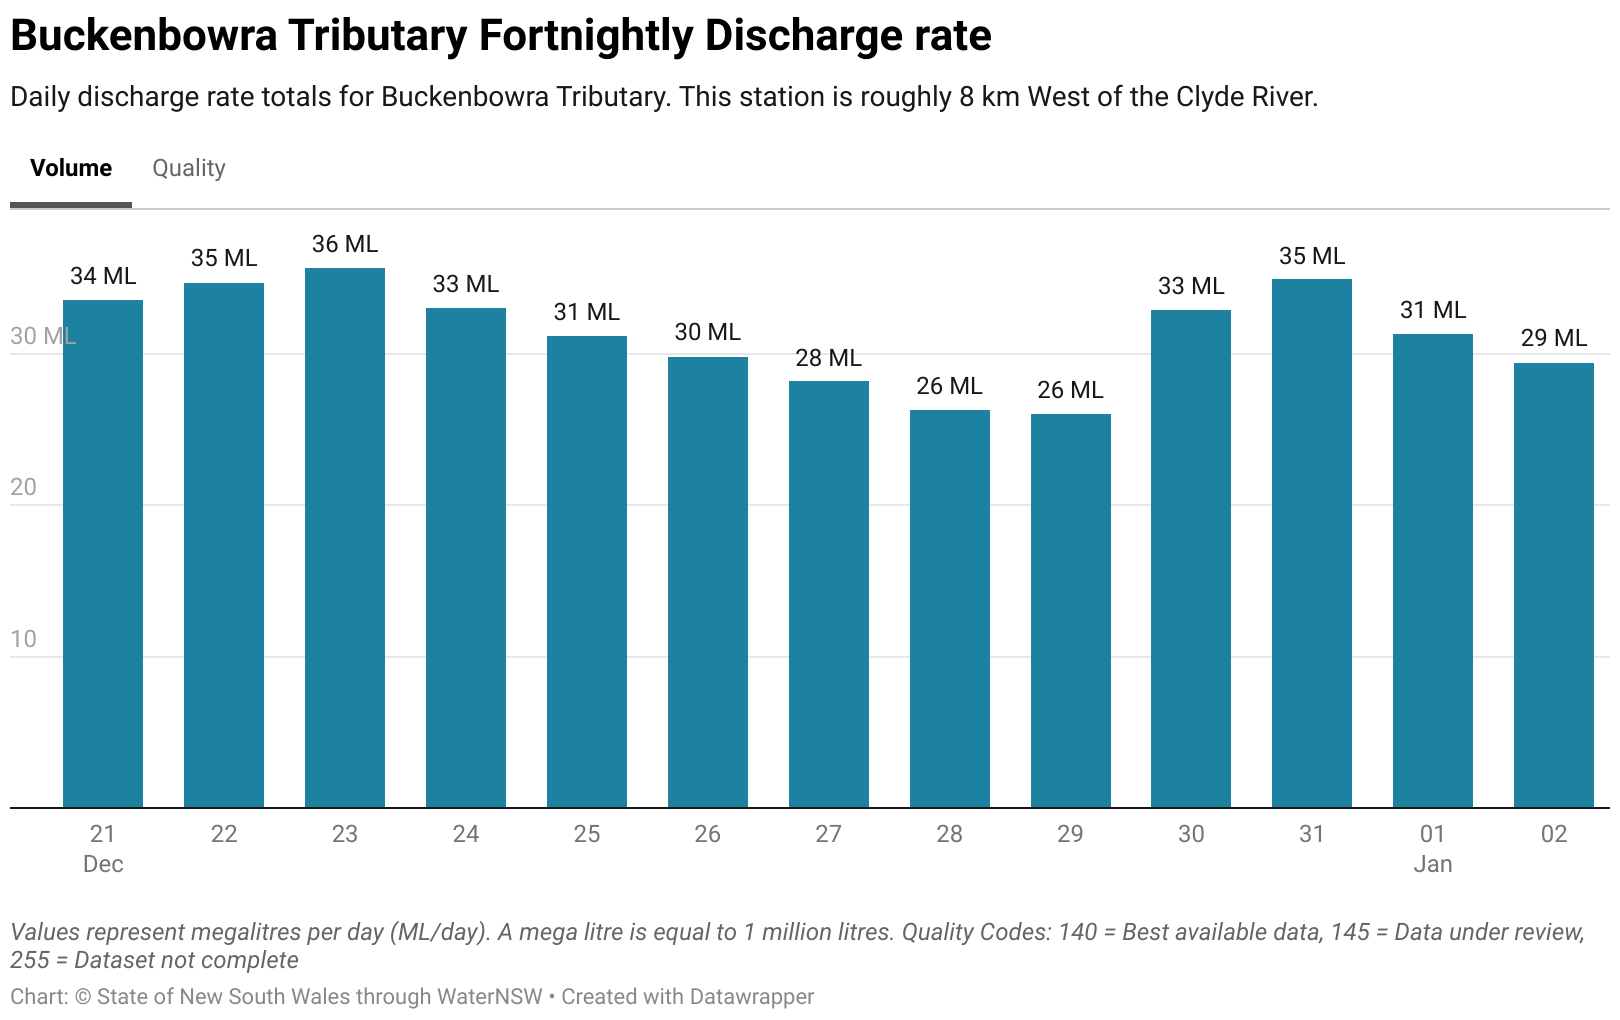 Buckenbowra Tributary Fortnightly Discharge rate
Daily discharge rate totals for Buckenbowra Tributary. This station is roughly 8 km West of the Clyde River.
Volume Quality
36 ML
35 ML
35 ML
34 ML
33 ML
33 ML
31 ML
31 ML
30 ML
30 ML
29 ML
28 ML
26 ML
26 ML
20
10
21 22 23 24 25 26 27 28 29 30 31 01 02
Dec Jan
Values represent megalitres per day (ML/day). A mega litre is equal to 1 million litres. Quality Codes: 140 = Best available data, 145 = Data under review,
255 = Dataset not complete
Chart: © State of New South Wales through WaterNSW • Created with Datawrapper